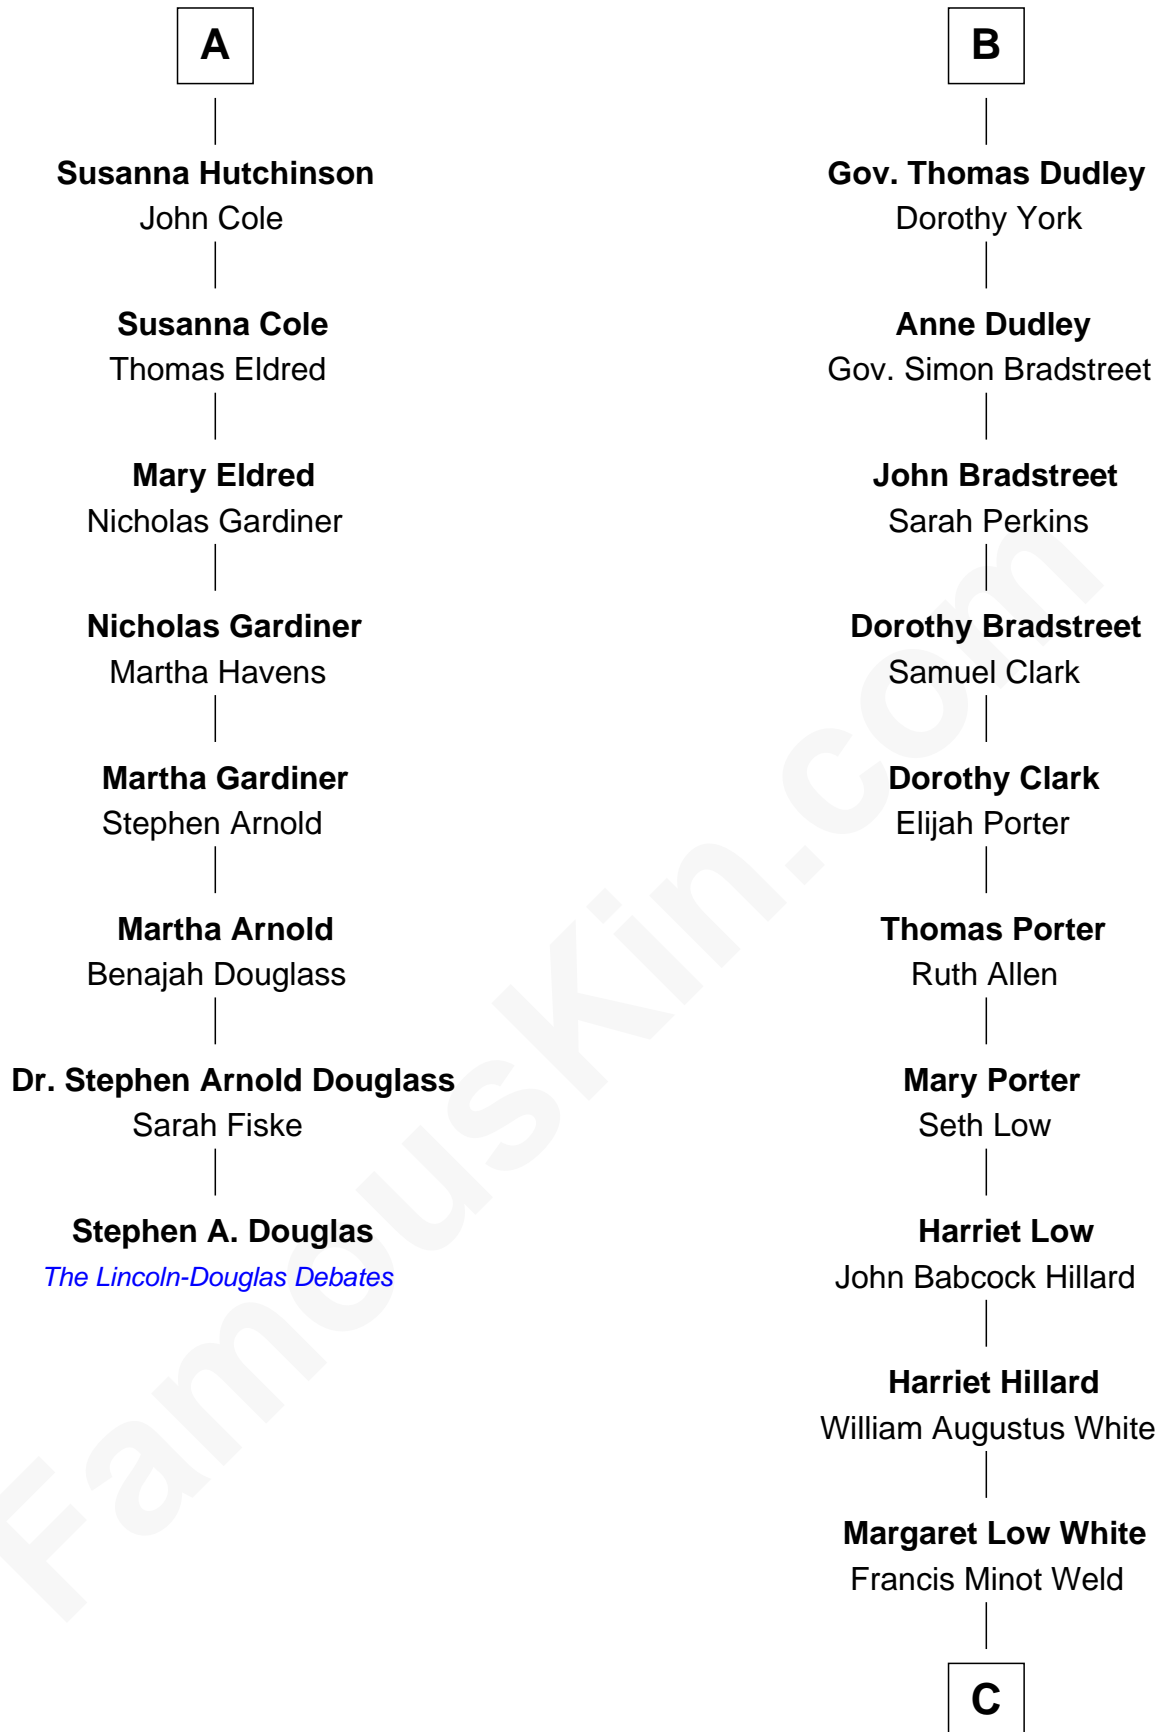 A
Susanna Hutchinson
John Cole
Susanna Cole
Thomas Eldred
Mary Eldred
Nicholas Gardiner
Nicholas Gardiner
Martha Havens
Martha Gardiner
Stephen Arnold
Martha Arnold
Benajah Douglass
Dr. Stephen Arnold Douglass
Sarah Fiske
Stephen A. Douglas
The Lincoln-Douglas Debates
B
Gov. Thomas Dudley
Dorothy York
Anne Dudley
Gov. Simon Bradstreet
John Bradstreet
Sarah Perkins
Dorothy Bradstreet
Samuel Clark
Dorothy Clark
Elijah Porter
Thomas Porter
Ruth Allen
Mary Porter
Seth Low
Harriet Low
John Babcock Hillard
Harriet Hillard
William Augustus White
Margaret Low White
Francis Minot Weld
C
FamousKin.com